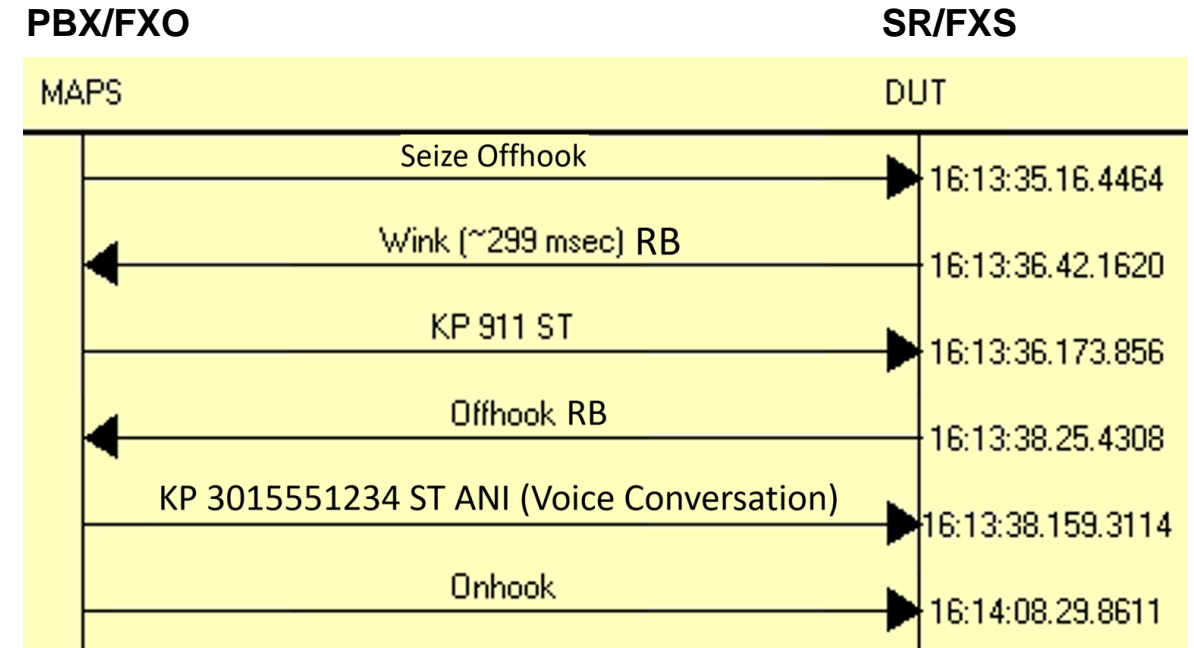 PBX/FXO SR/FXS
MAPS DUT
Seize Offhook
16:13:35.16.4464
Wink (~299 msec) RB
16:13:36.42.1620
KP 911 ST
16:13:36.173.856
Offhook RB
16:13:38.25.4308
KP 3015551234 ST ANI (Voice Conversation)
16:13:38.159.3114
Onhook
16:14:08.29.8611